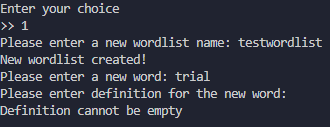 Enter your choice
>> 1
Please enter a new wordlist name: testwordlist
New wordlist created!
Please enter a new word: trial
Please enter definition for the new word:
Definition cannot be empty